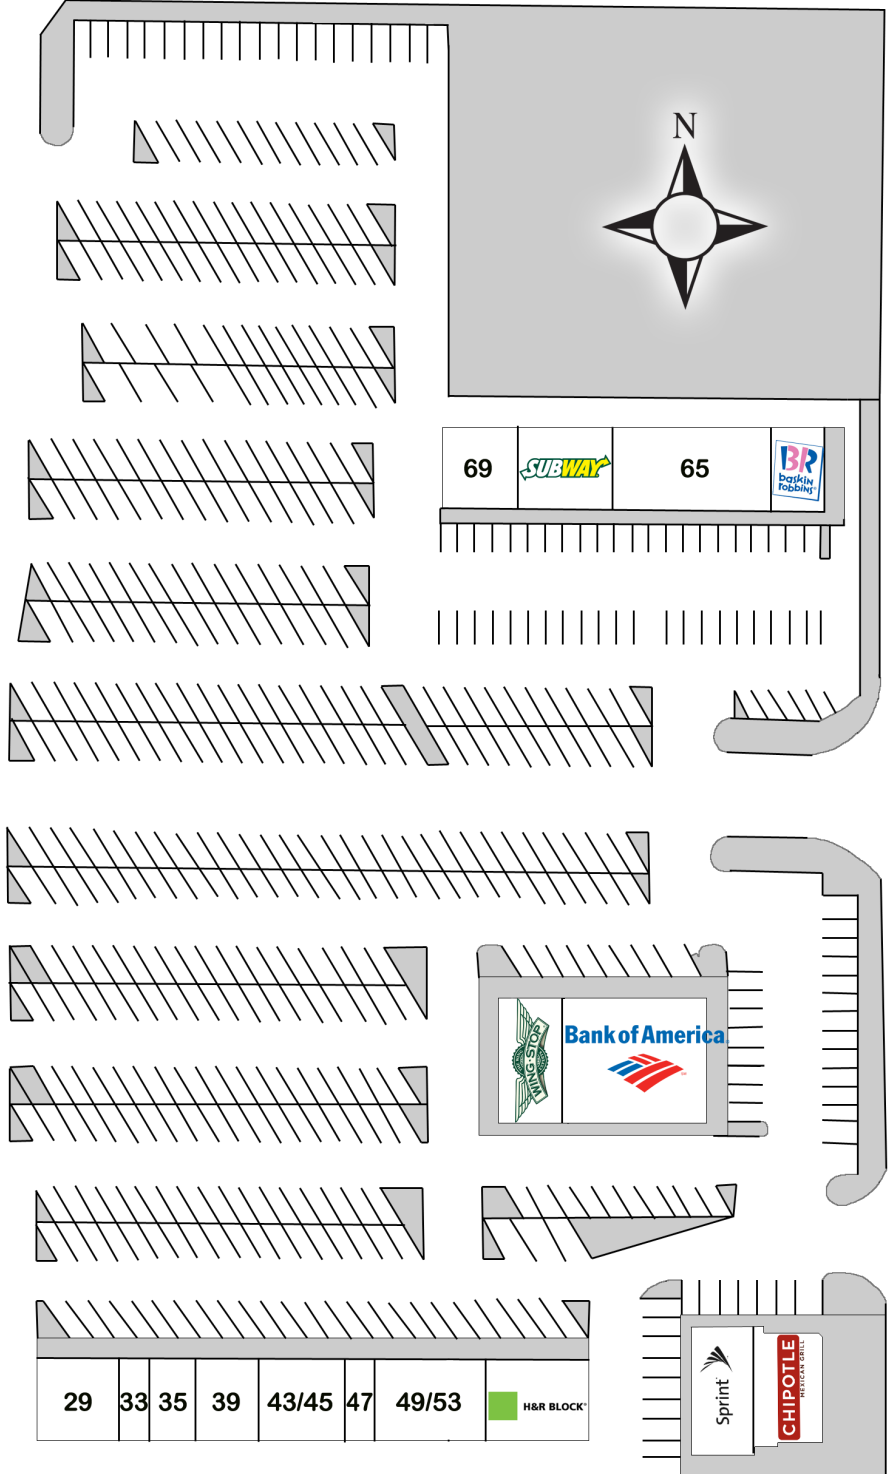 N
69
SUBWAY
65
BR
baskin
robbins
WING·STOP
Bank of America
Sprint
CHIPOTLE
MEXICAN GRILL
29
33
35
39
43/45
47
49/53
H&R BLOCK®